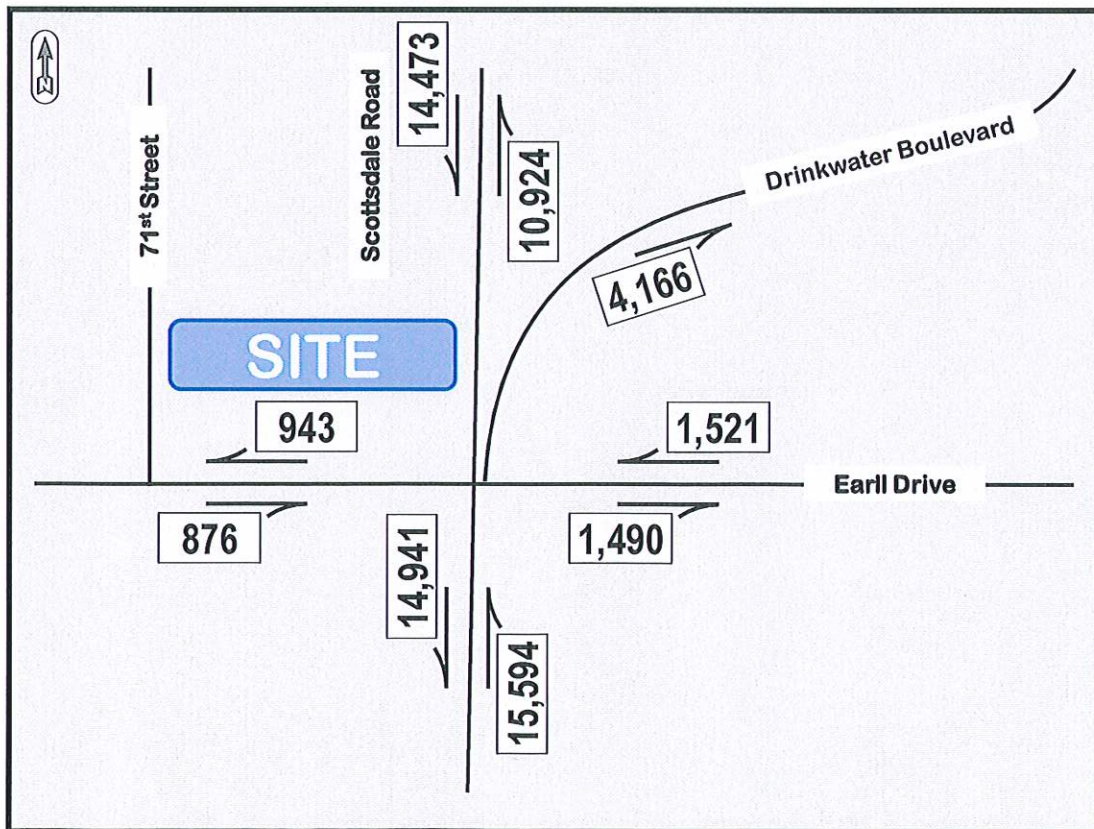 N
14,473
Scottsdale Road
71st Street
10,924
Drinkwater Boulevard
4,166
SITE
943
1,521
Earll Drive
876
1,490
14,941
15,594